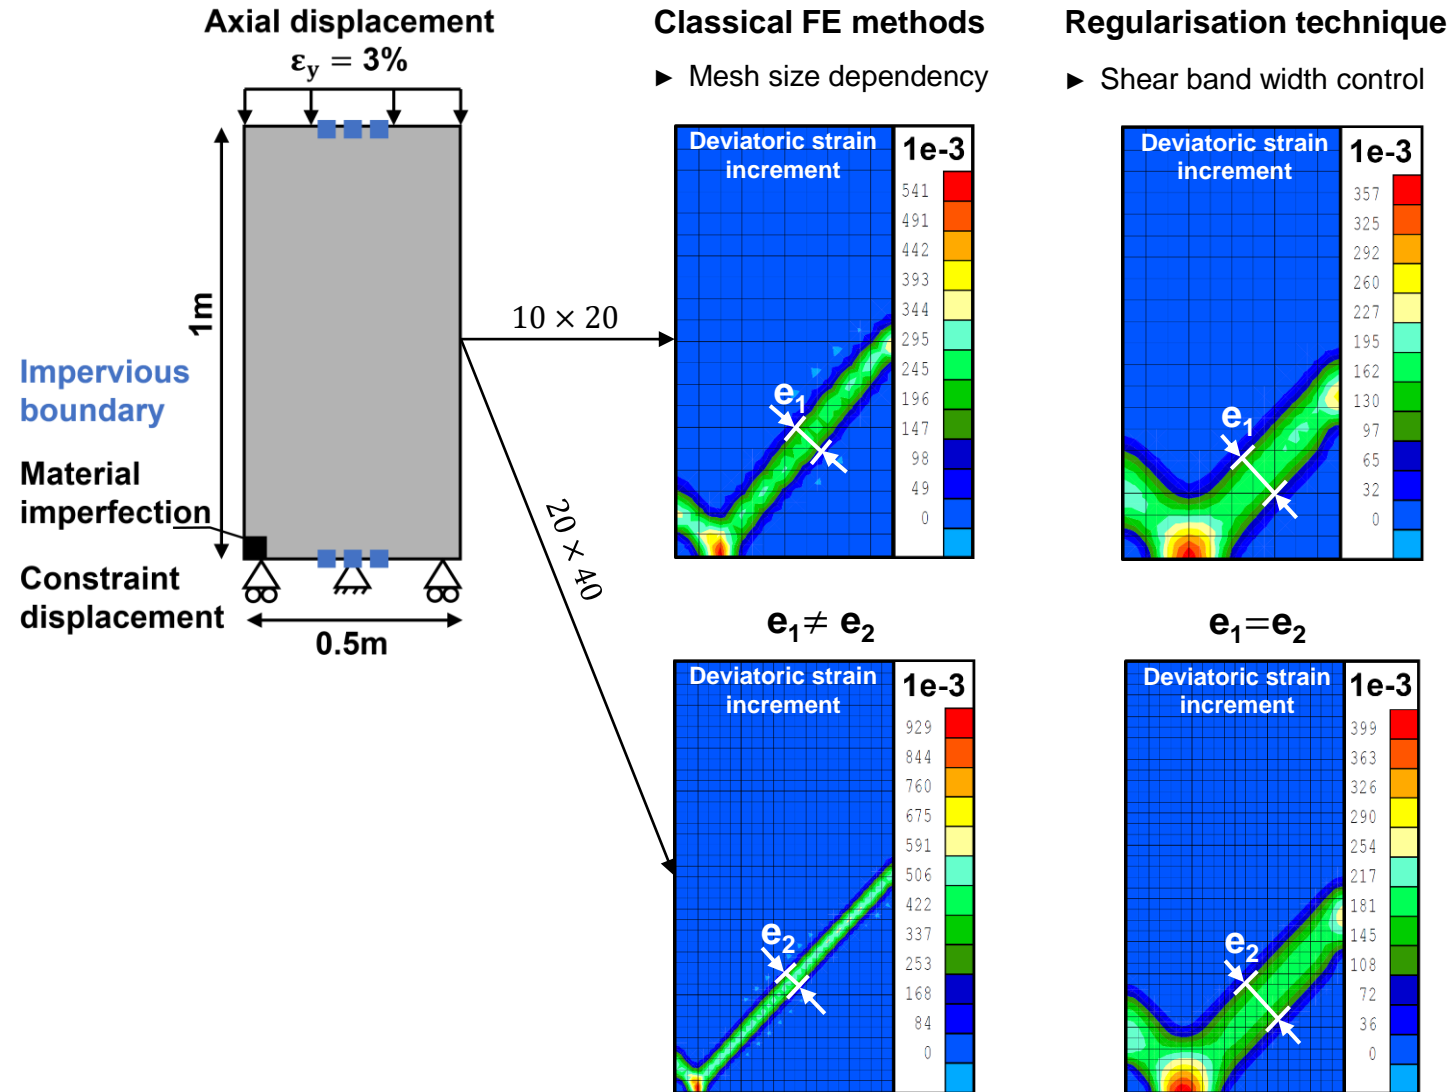 Axial displacement
εy = 3%
1m
Impervious
boundary
Material
imperfection
Constraint
displacement
0.5m
10 × 20
20 × 40
Classical FE methods
► Mesh size dependency
Deviatoric strain
increment
1e-3
541
491
442
393
344
295
245
196
147
98
49
0
e1
e1 ≠ e2
Deviatoric strain
increment
1e-3
929
844
760
675
591
506
422
337
253
168
84
0
e2
Regularisation technique
► Shear band width control
Deviatoric strain
increment
1e-3
357
325
292
260
227
195
162
130
97
65
32
0
e1
e1=e2
Deviatoric strain
increment
1e-3
399
363
326
290
254
217
181
145
108
72
36
0
e2